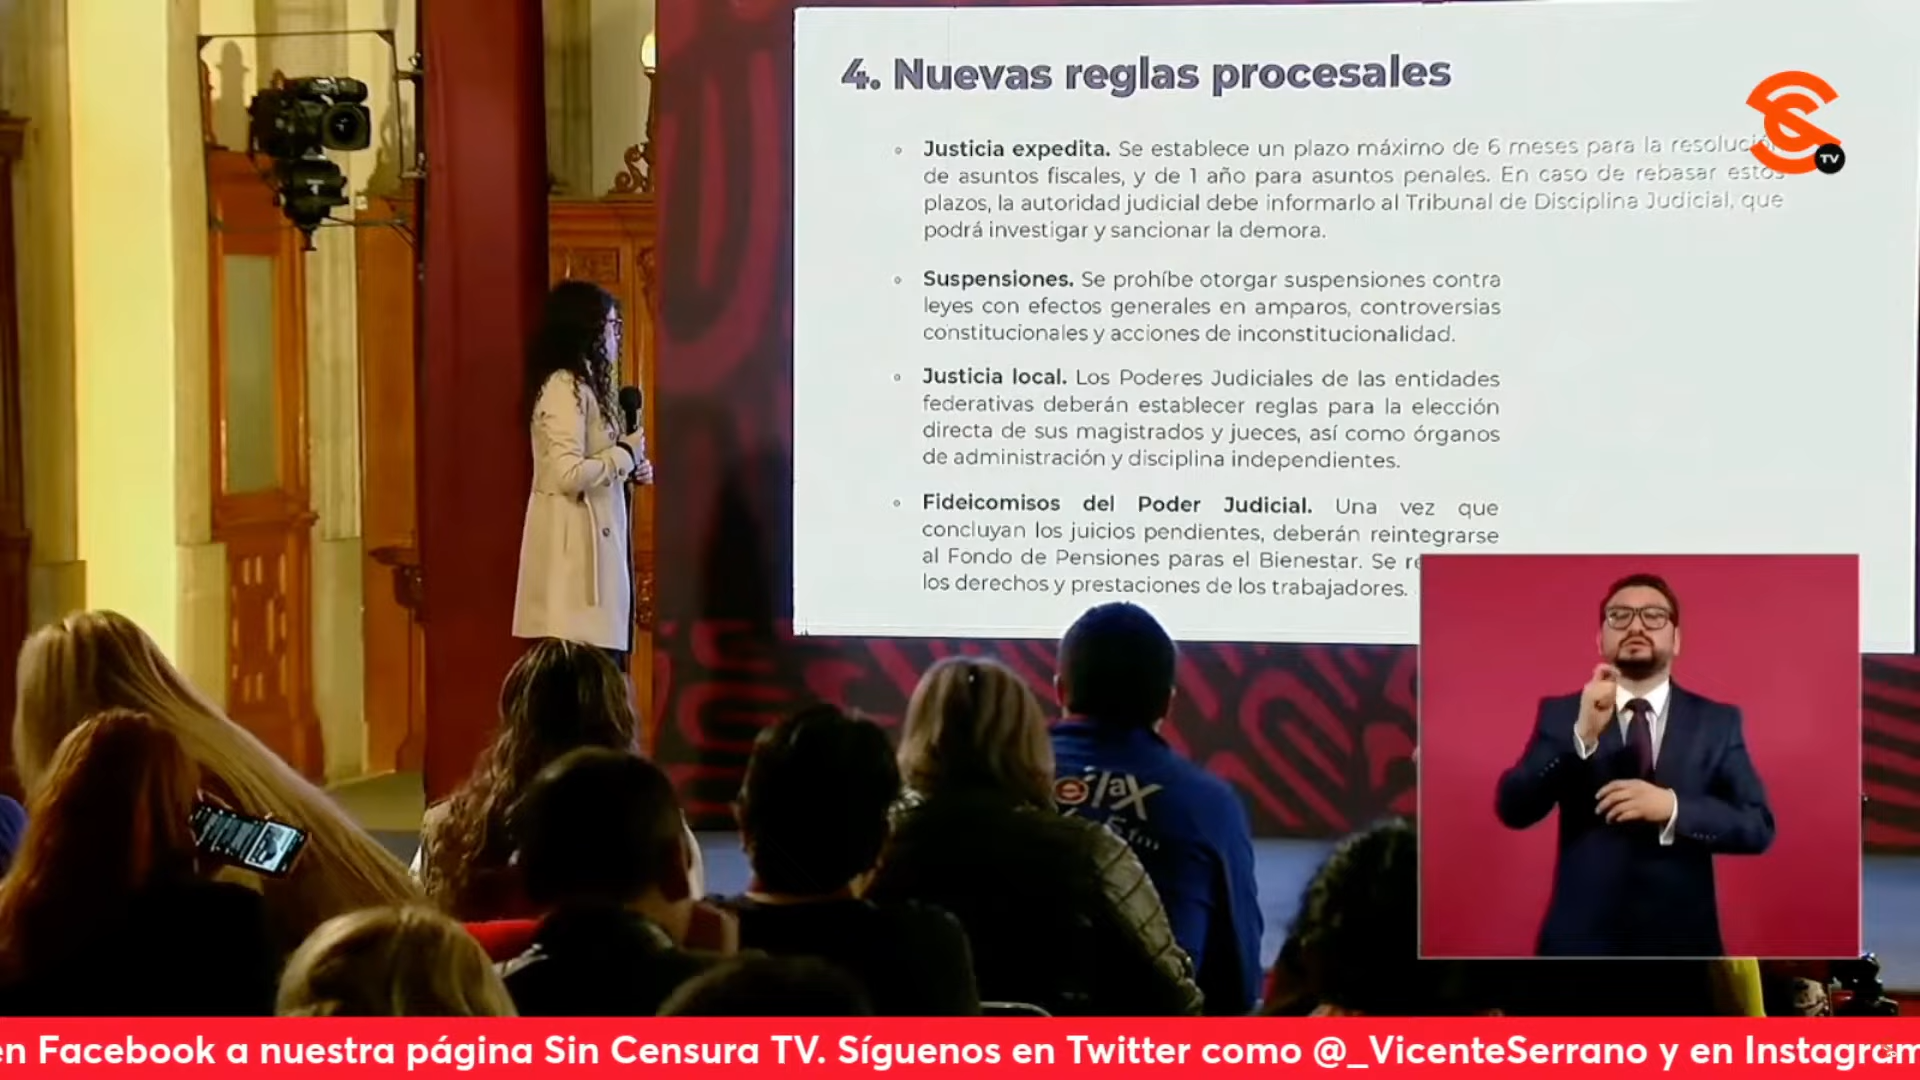 4. Nuevas reglas procesales
Justicia expedita. Se establece un plazo máximo de 6 meses para la
de asuntos fiscales, y de 1 año para asuntos penales. En caso de rebasar estos
plazos, la autoridad judicial debe informarlo al Tribunal de Disciplina Judicial, que
podrá investigar y sancionar la demora.
Suspensiones. Se prohíbe otorgar suspensiones contra
leyes con efectos generales en amparos, controversias
constitucionales y acciones de inconstitucionalidad.
Justicia local. Los Poderes Judiciales de las entidades
federativas deberán establecer reglas para la elección
directa de sus magistrados y jueces, así como órganos
de administración y disciplina independientes.
Fideicomisos del Poder Judicial. Una vez que
concluyan los juicios pendientes, deberán reintegrarse
al Fondo de Pensiones paras el Bienestar. Se
los derechos y prestaciones de los trabajadores.
TV
en Facebook a nuestra página Sin Censura TV. Síguenos en Twitter como @_VicenteSerrano y en Instagram